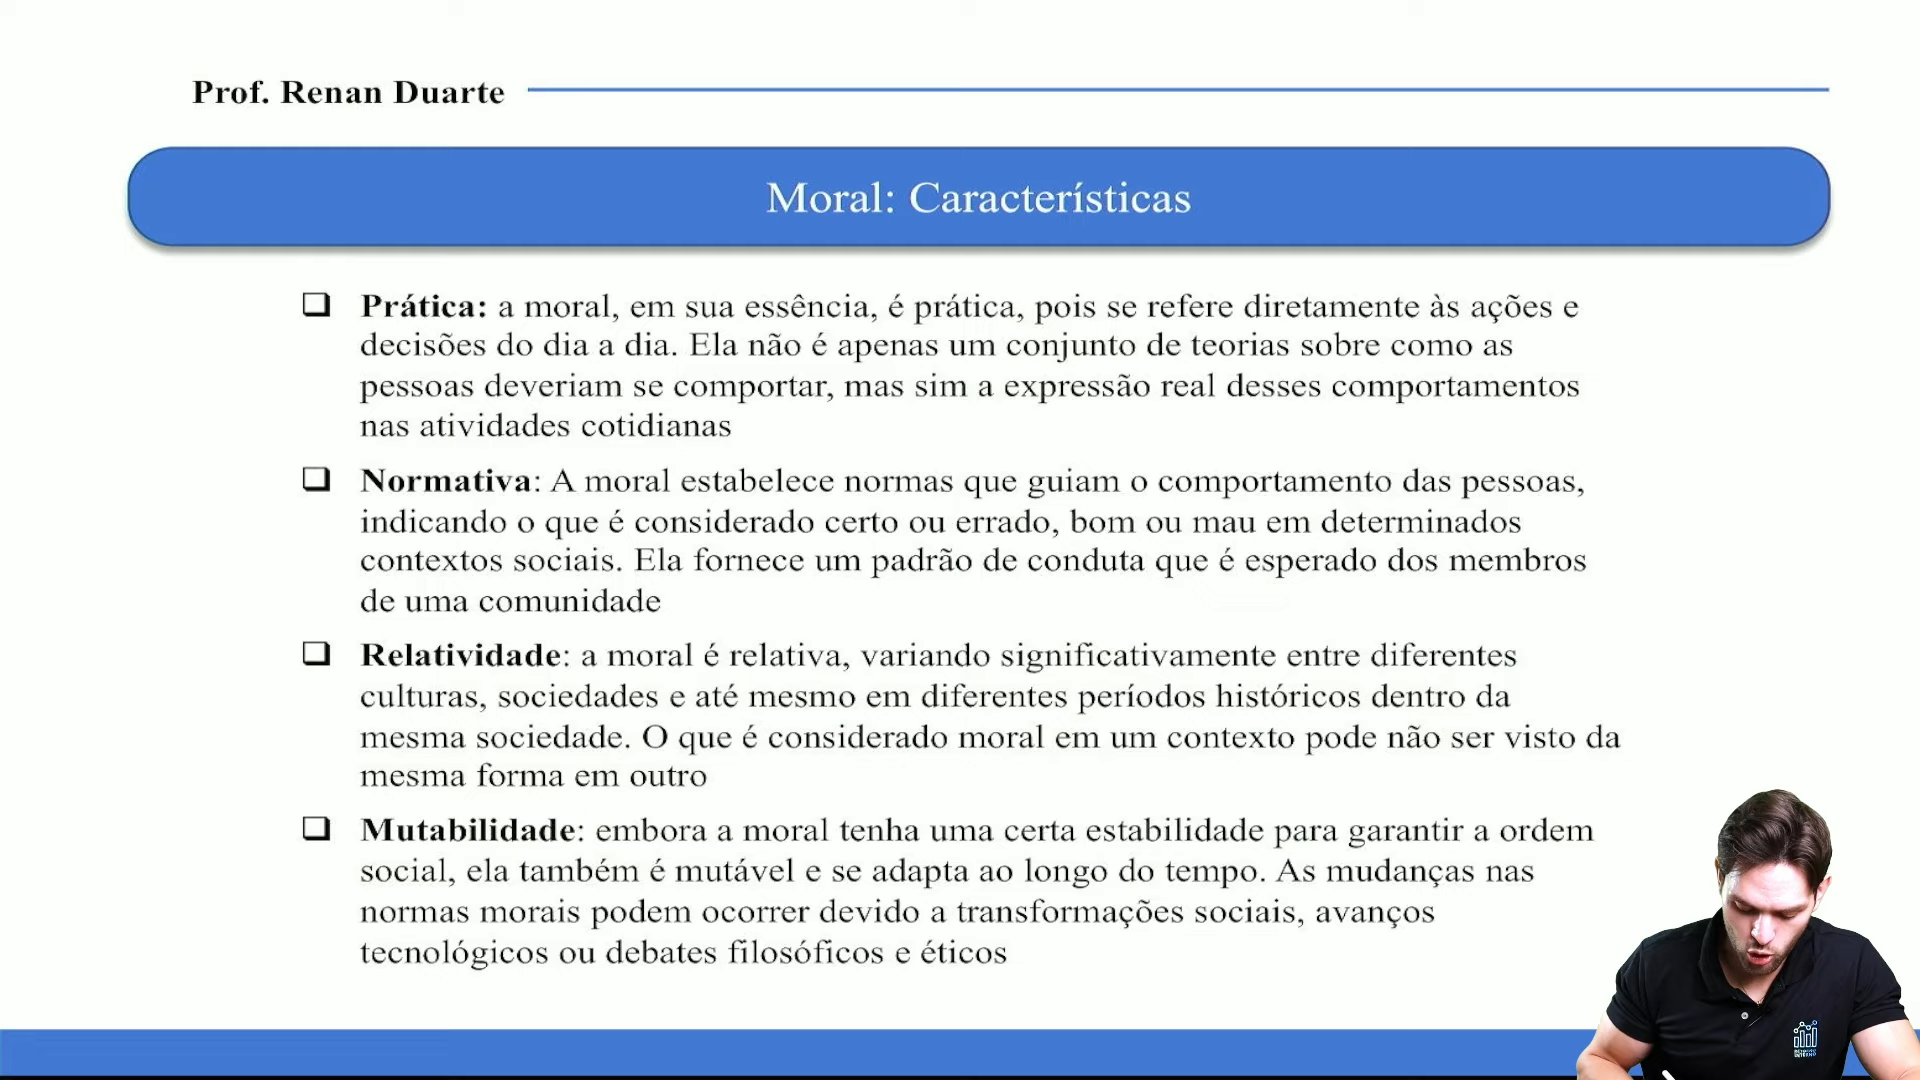 Prof. Renan Duarte
Moral: Características
Prática: a moral, em sua essência, é prática, pois se refere diretamente às ações e
decisões do dia a dia. Ela não é apenas um conjunto de teorias sobre como as
pessoas deveriam se comportar, mas sim a expressão real desses comportamentos
nas atividades cotidianas
Normativa: A moral estabelece normas que guiam o comportamento das pessoas,
indicando o que é considerado certo ou errado, bom ou mau em determinados
contextos sociais. Ela fornece um padrão de conduta que é esperado dos membros
de uma comunidade
Relatividade: a moral é relativa, variando significativamente entre diferentes
culturas, sociedades e até mesmo em diferentes períodos históricos dentro da
mesma sociedade. O que é considerado moral em um contexto pode não ser visto da
mesma forma em outro
Mutabilidade: embora a moral tenha uma certa estabilidade para garantir a ordem
social, ela também é mutável e se adapta ao longo do tempo. As mudanças nas
normas morais podem ocorrer devido a transformações sociais, avanços
tecnológicos ou debates filosóficos e éticos